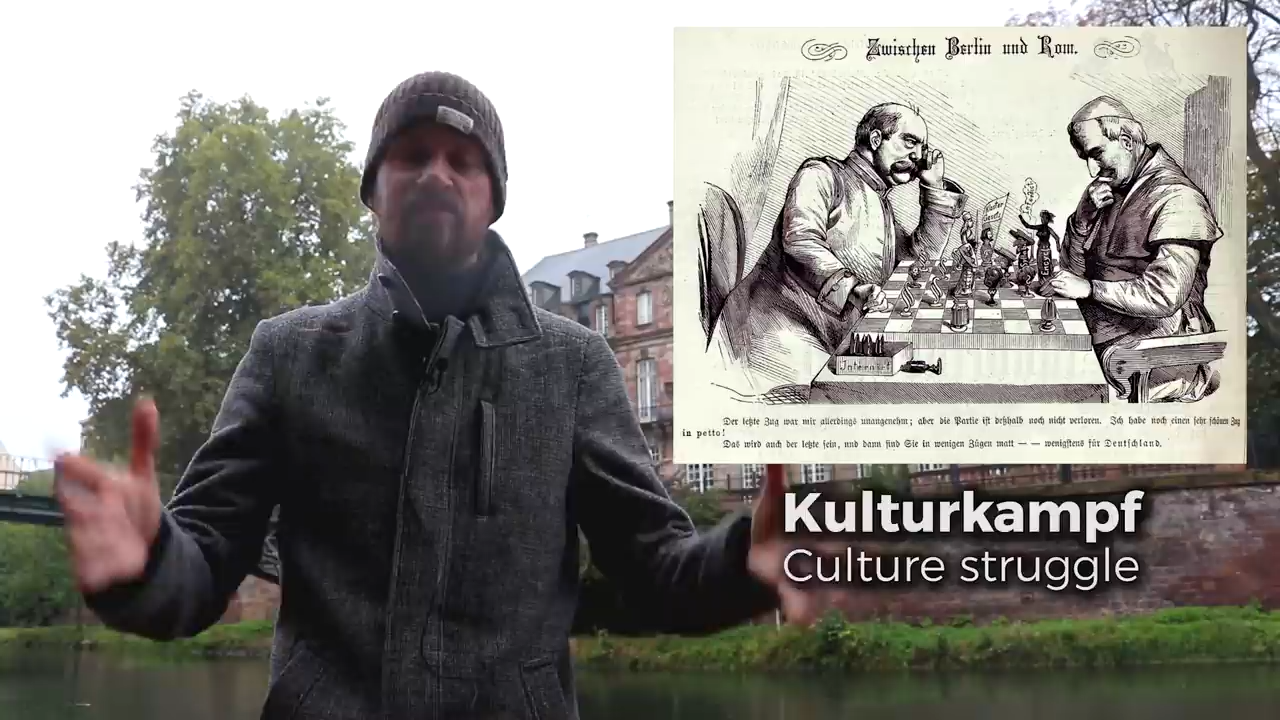 Zwischen Berlin und Rom.
Der letzte Zug war mir allerdings unangenehm; aber die Partie ist deßhalb noch nicht verloren. Ich habe noch einen sehr schönen Zug
in petto!
Das wird auch der letzte sein, und dann sind Sie in wenigen Zügen matt — — wenigstens für Deutschland.
Kulturkampf
Culture struggle